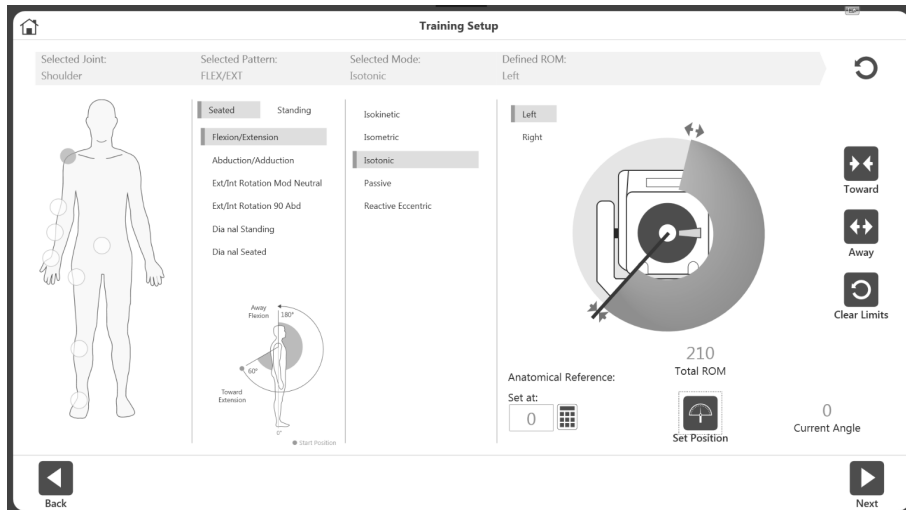 Training Setup
Selected Joint:
Shoulder
Selected Pattern:
FLEX/EXT
Selected Mode:
Isotonic
Defined ROM:
Left
Seated
Standing
Flexion/Extension
Abduction/Adduction
Ext/Int Rotation Mod Neutral
Ext/Int Rotation 90 Abd
Dia nal Standing
Dia nal Seated
Away
Flexion
180°
60°
Toward
Extension
0°
Start Position
Isokinetic
Isometric
Isotonic
Passive
Reactive Eccentric
Left
Right
Toward
Away
Clear Limits
210
Total ROM
Anatomical Reference:
Set at:
0
Set Position
0
Current Angle
Back
Next